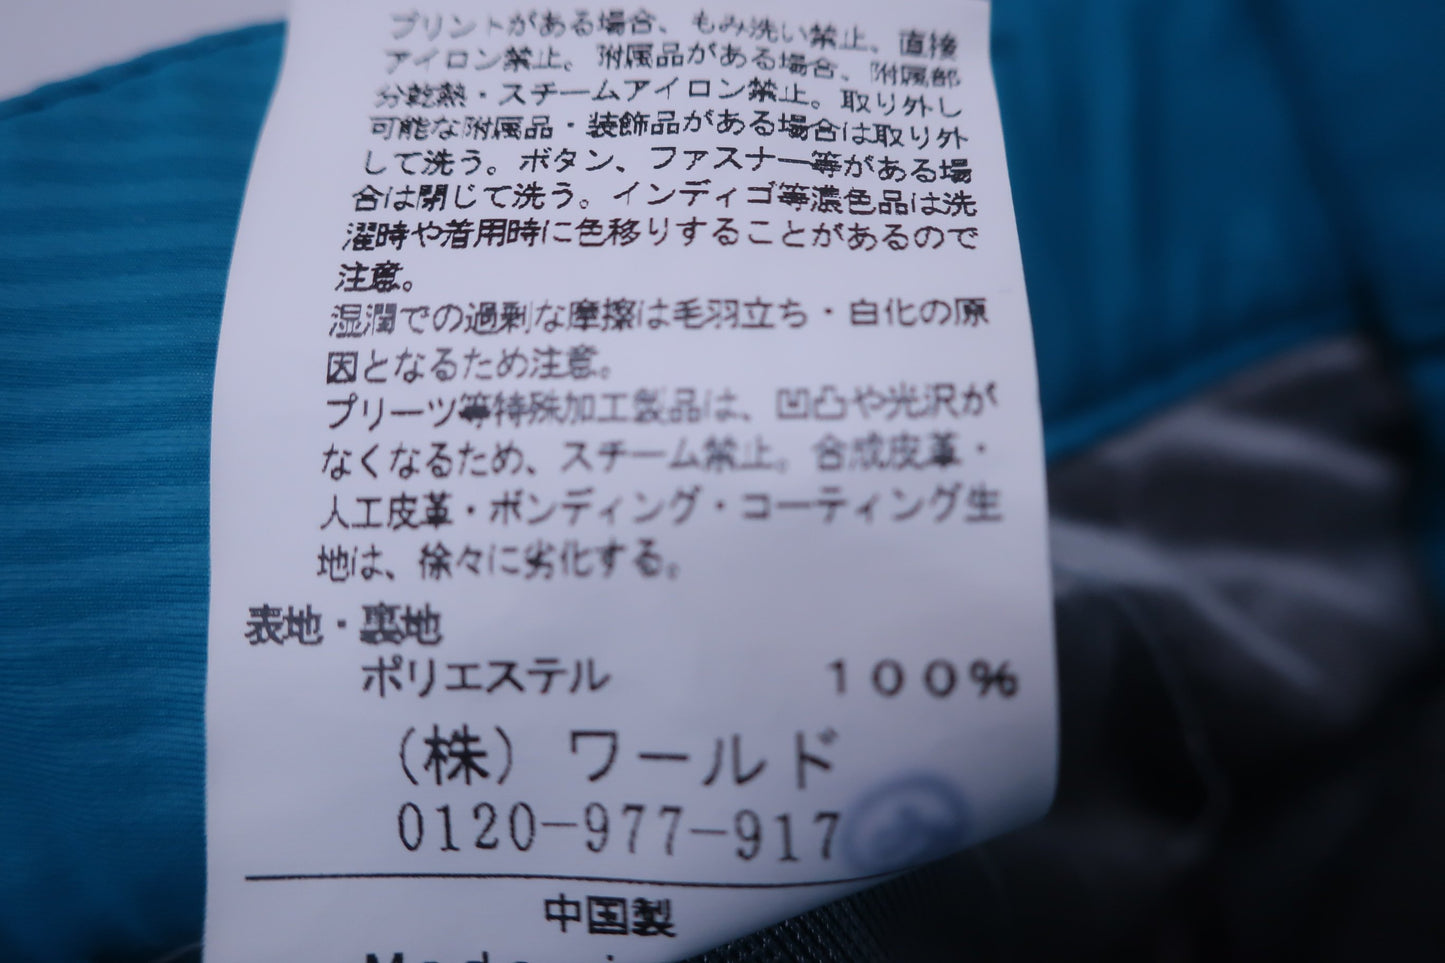 プリントがある場合、もみ洗い禁止、直接
アイロン禁止。附属品がある場合、附属部
分乾熱・スチームアイロン禁止。取り外し
可能な附属品・装飾品がある場合は取り外
して洗う。ボタン、ファスナー等がある場
合は閉じて洗う。インディゴ等濃色品は洗
濯時や着用時に色移りすることがあるので
注意。
湿潤での過剰な摩擦は毛羽立ち・白化の原
因となるため注意。
プリーツ等特殊加工製品は、凹凸や光沢が
なくなるため、スチーム禁止。合成皮革・
人工皮革・ボンディング・コーティング生
地は、徐々に劣化する。
表地・裏地
ポリエステル 100%
(株)ワールド
0120-977-917
中国製